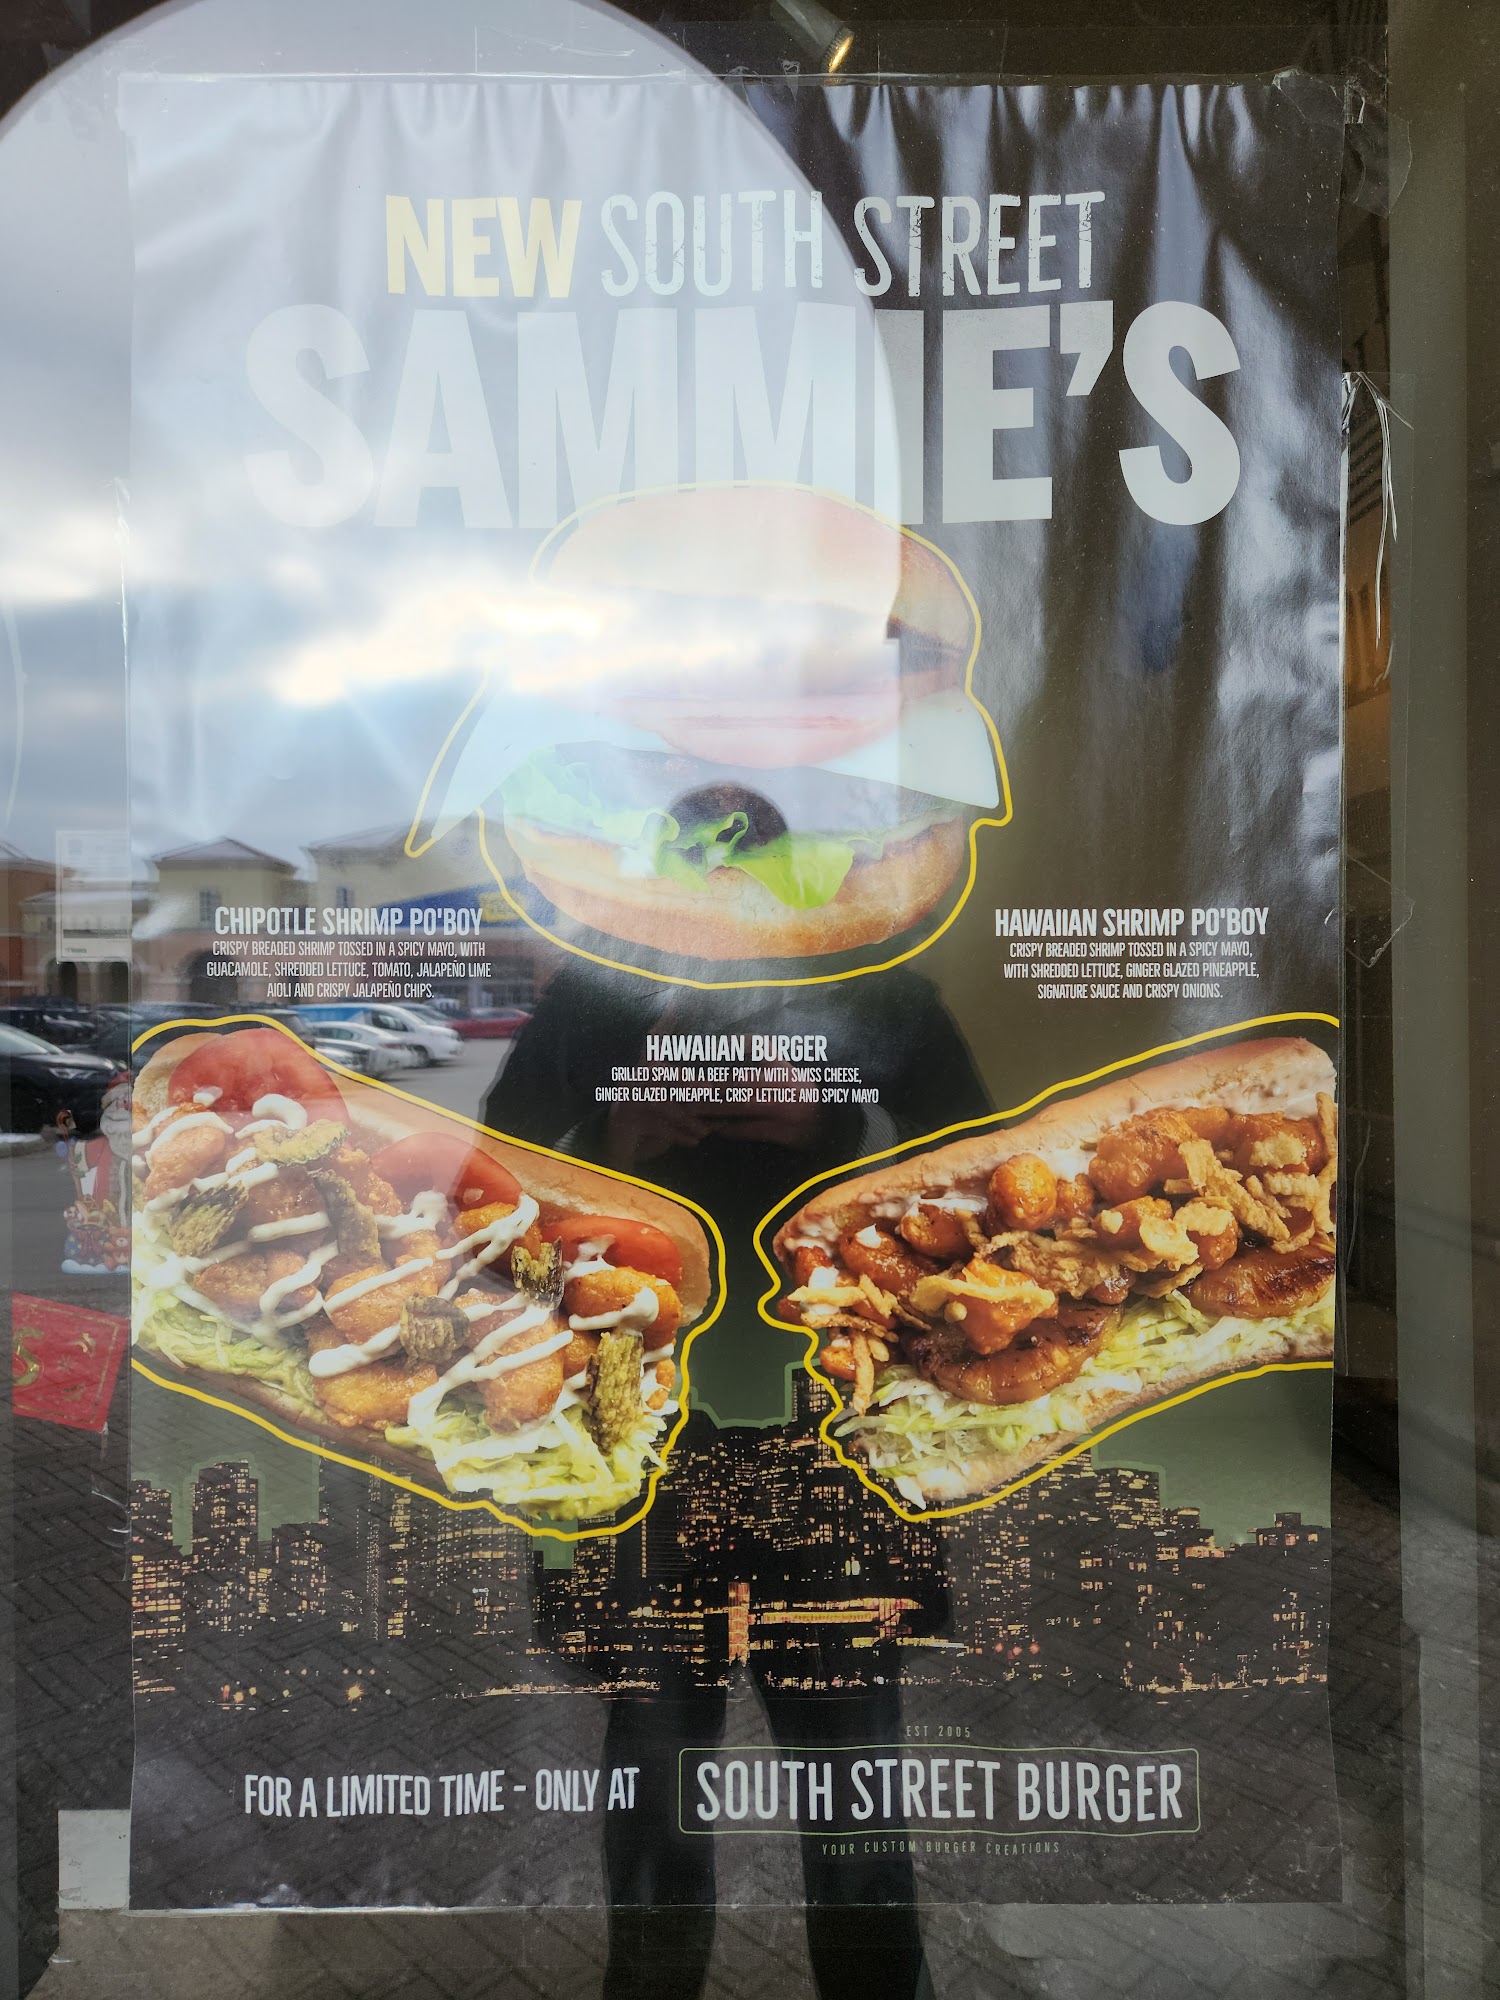 NEW SOUTH STREET
SAMMIE'S
CHIPOTLE SHRIMP PO'BOY
CRISPY BREADED SHRIMP TOSSED IN A SPICY MAYO, WITH
GUACAMOLE, SHREDDED LETTUCE, TOMATO, JALAPEÑO LIME
AIOLI AND CRISPY JALAPEÑO CHIPS.
HAWAIIAN SHRIMP PO'BOY
CRISPY BREADED SHRIMP TOSSED IN A SPICY MAYO,
WITH SHREDDED LETTUCE, GINGER GLAZED PINEAPPLE,
SIGNATURE SAUCE AND CRISPY ONIONS.
HAWAIIAN BURGER
GRILLED SPAM ON A BEEF PATTY WITH SWISS CHEESE,
GINGER GLAZED PINEAPPLE, CRISP LETTUCE AND SPICY MAYO
EST 2005
FOR A LIMITED TIME - ONLY AT SOUTH STREET BURGER
YOUR CUSTOM BURGER CREATIONS